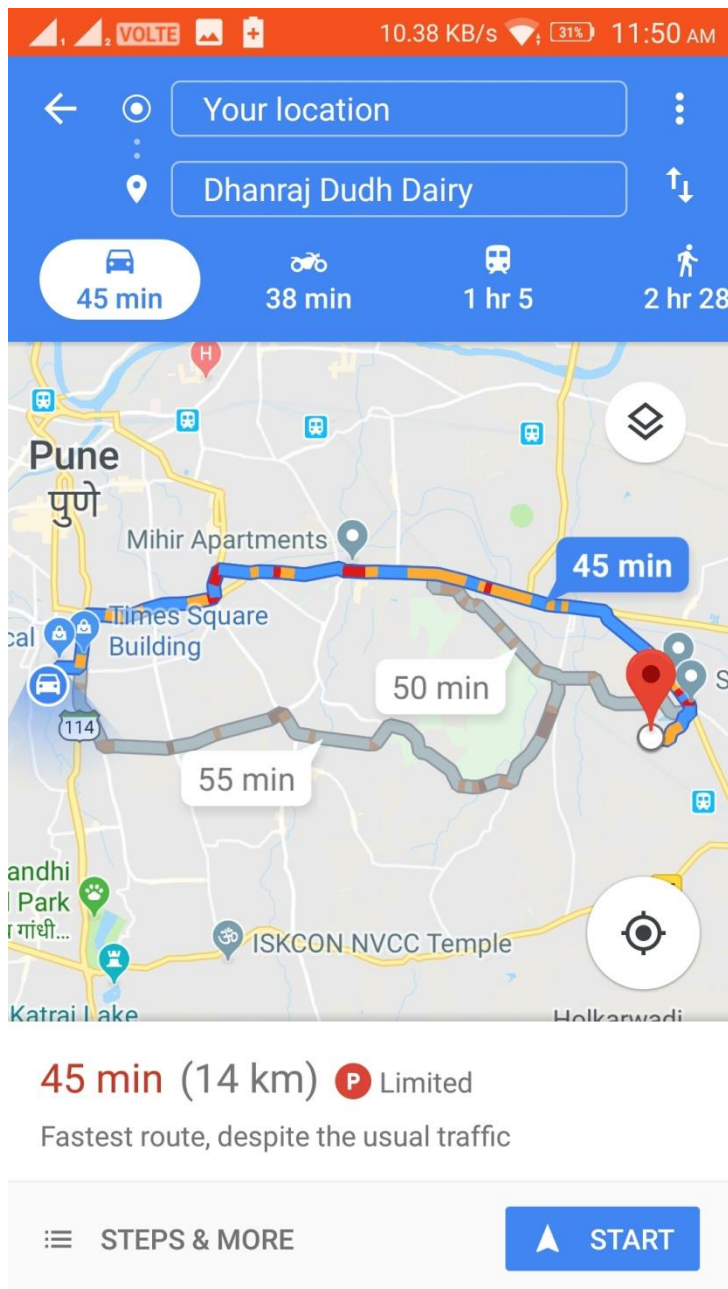 1 2 VOLTE 10.38 KB/s 31% 11:50 AM
Your location
Dhanraj Dudh Dairy
45 min 38 min 1 hr 5 2 hr 28
H
Pune
पुणे
Mihir Apartments
45 min
Times Square
Building
cal
S
50 min
114
55 min
andhi
l Park
गांधी...
ISKCON NVCC Temple
Katraj Lake
Holkarwadi
45 min (14 km) P Limited
Fastest route, despite the usual traffic
STEPS & MORE START